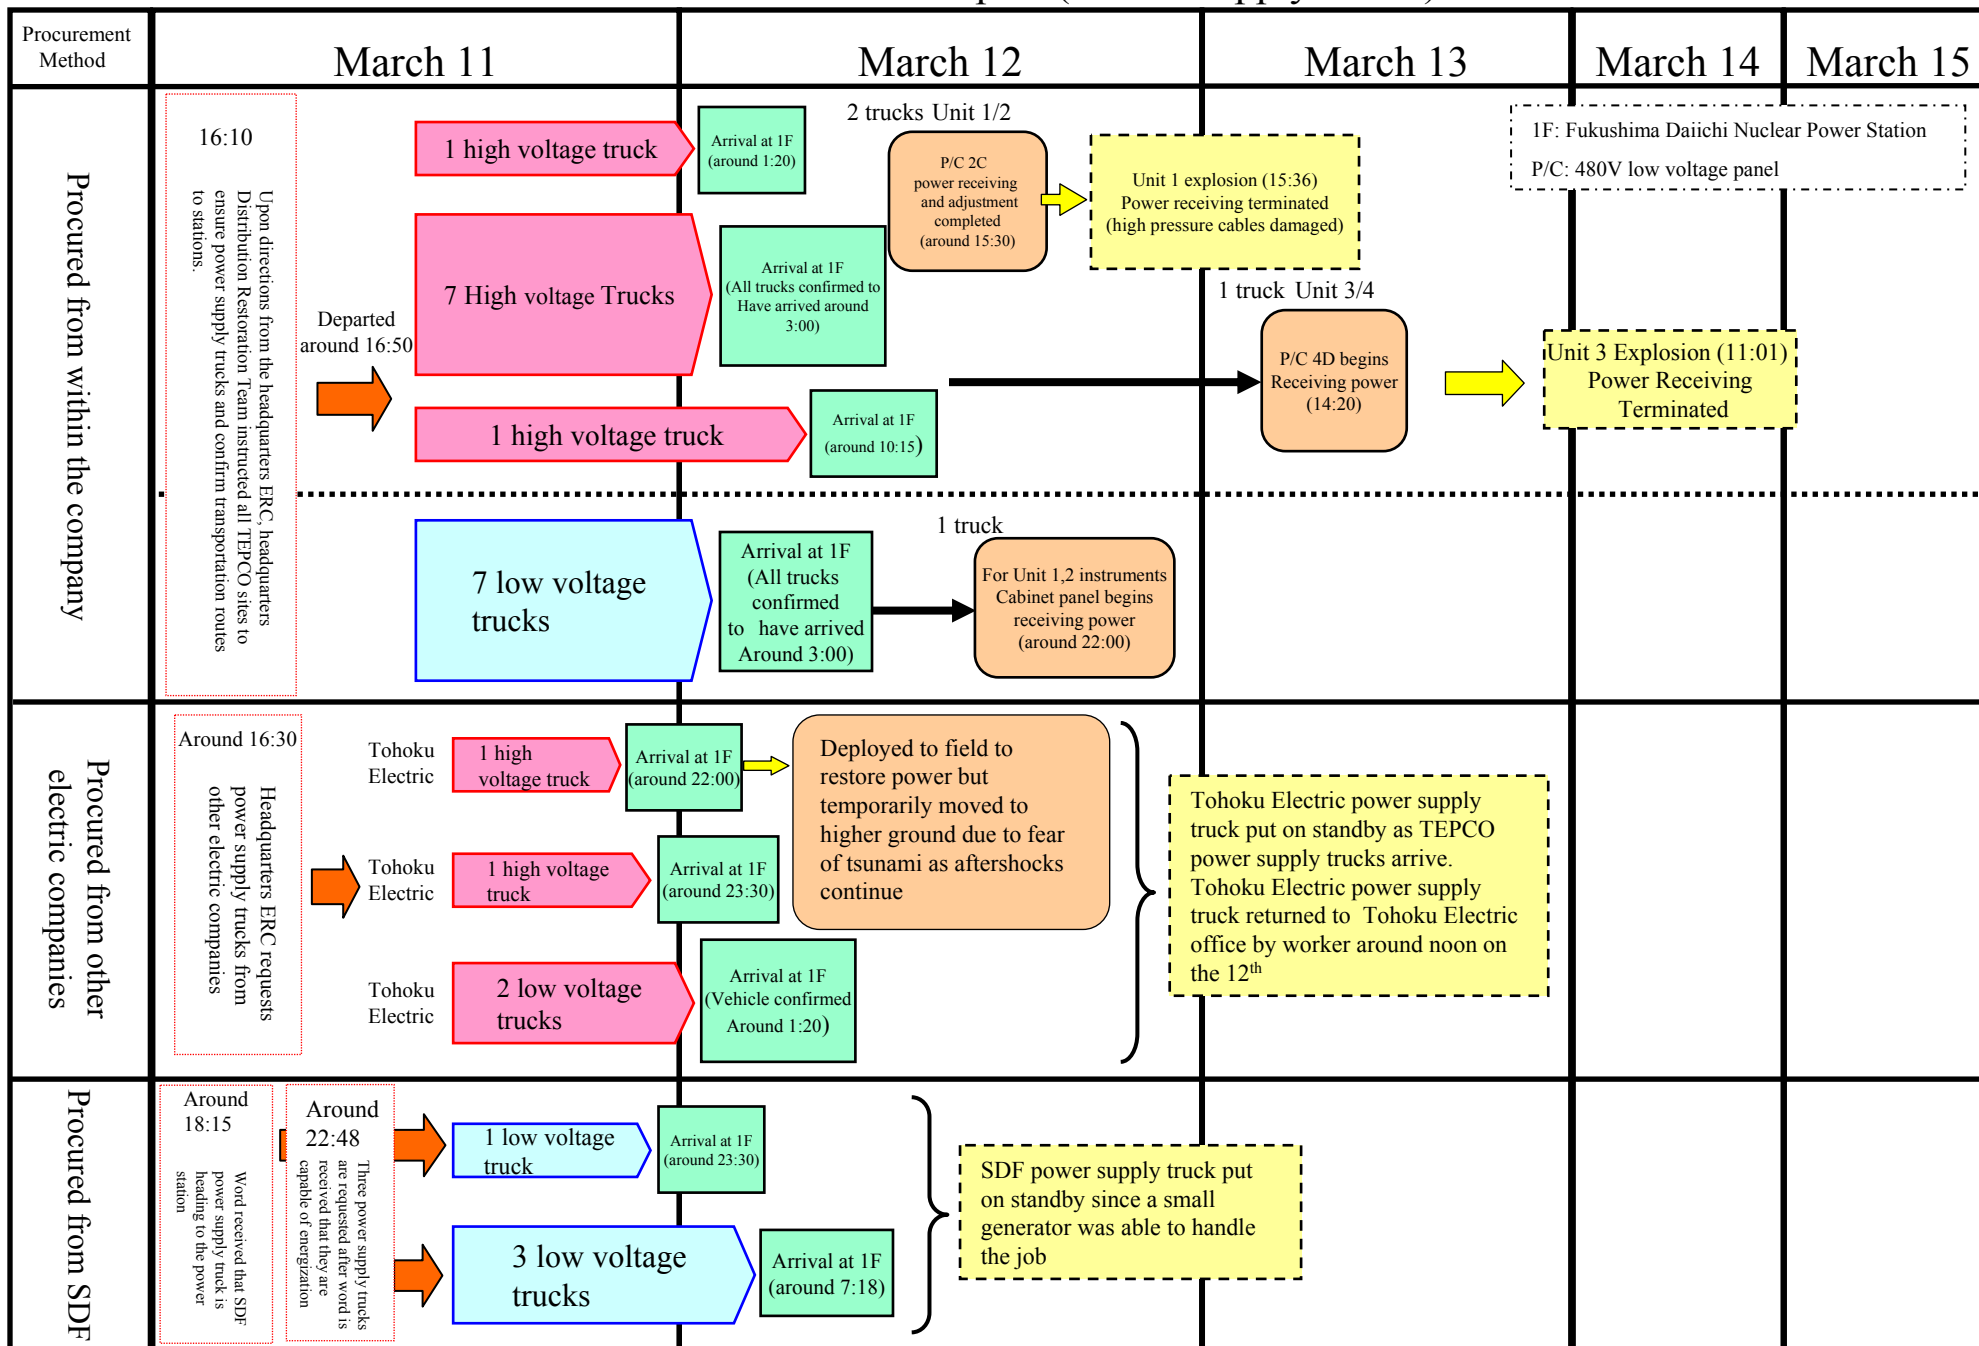 Procurement
Method
March 11
March 12
March 13
March 14
March 15
Procured from within the company
16:10
Upon directions from the headquarters ERC, headquarters
Distribution Restoration Team instructed all TEPCO sites to
ensure power supply trucks and confirm transportation routes
to stations.
Departed
around 16:50
1 high voltage truck
Arrival at 1F
(around 1:20)
2 trucks Unit 1/2
P/C 2C
power receiving
and adjustment
completed
(around 15:30)
Unit 1 explosion (15:36)
Power receiving terminated
(high pressure cables damaged)
1F: Fukushima Daiichi Nuclear Power Station
P/C: 480V low voltage panel
7 High voltage Trucks
Arrival at 1F
(All trucks confirmed to
Have arrived around
3:00)
1 truck Unit 3/4
P/C 4D begins
Receiving power
(14:20)
Unit 3 Explosion (11:01)
Power Receiving
Terminated
1 high voltage truck
Arrival at 1F
(around 10:15)
7 low voltage
trucks
Arrival at 1F
(All trucks
confirmed
to have arrived
Around 3:00)
1 truck
For Unit 1,2 instruments
Cabinet panel begins
receiving power
(around 22:00)
Procured from other
electric companies
Around 16:30
Headquarters ERC requests
power supply trucks from
other electric companies
Tohoku
Electric
1 high
voltage truck
Arrival at 1F
(around 22:00)
Deployed to field to
restore power but
temporarily moved to
higher ground due to fear
of tsunami as aftershocks
continue
Tohoku
Electric
1 high voltage
truck
Arrival at 1F
(around 23:30)
Tohoku
Electric
2 low voltage
trucks
Arrival at 1F
(Vehicle confirmed
Around 1:20)
Tohoku Electric power supply
truck put on standby as TEPCO
power supply trucks arrive.
Tohoku Electric power supply
truck returned to Tohoku Electric
office by worker around noon on
the 12th
Procured from SDF
Around
18:15
Word received that SDF
power supply truck is
heading to the power
station
Around
22:48
Three power supply trucks
are requested after word is
received that they are
capable of energization
1 low voltage
truck
Arrival at 1F
(around 23:30)
3 low voltage
trucks
Arrival at 1F
(around 7:18)
SDF power supply truck put
on standby since a small
generator was able to handle
the job